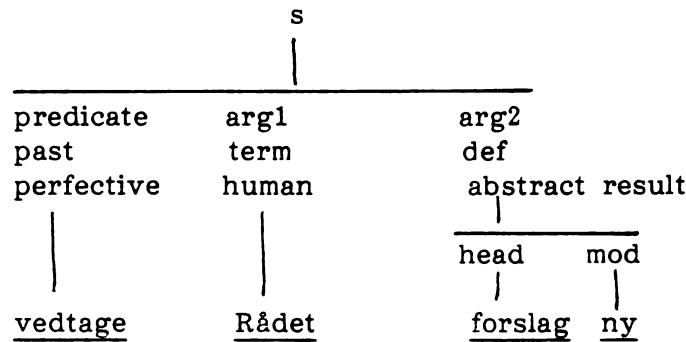 s
predicate arg1 arg2
past term def
perfective human abstract result
head mod
vedtage Rådet forslag ny